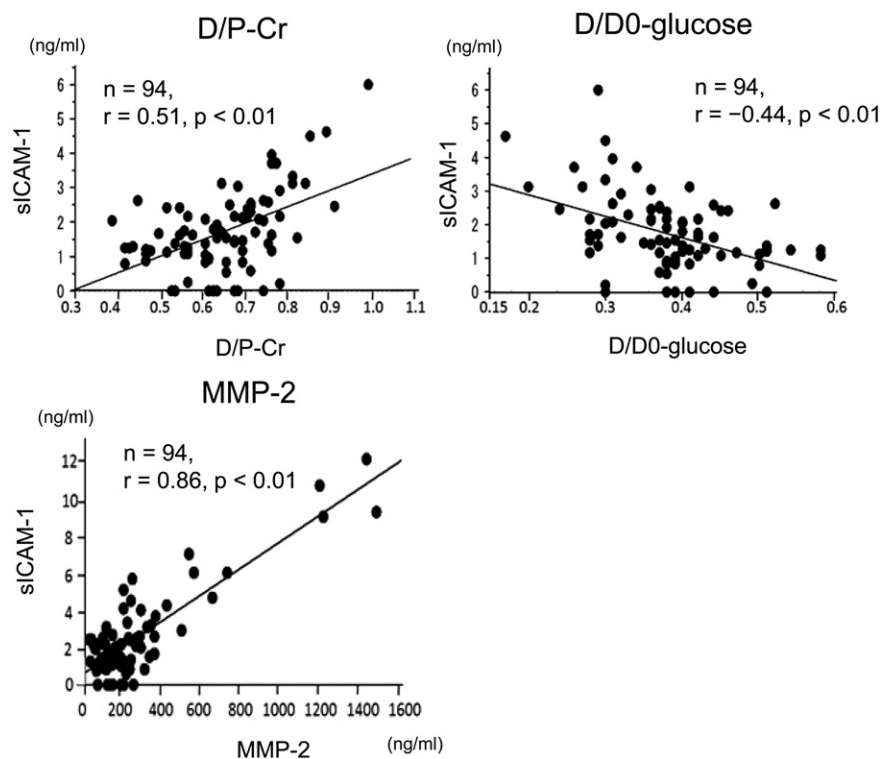 D/P-Cr
(ng/ml)
n = 94,
r = 0.51, p < 0.01
sICAM-1
6
5
4
3
2
1
0
0.3 0.4 0.5 0.6 0.7 0.8 0.9 1.0 1.1
D/P-Cr
D/D0-glucose
(ng/ml)
n = 94,
r = −0.44, p < 0.01
sICAM-1
6
5
4
3
2
1
0
0.15 0.2 0.3 0.4 0.5 0.6
D/D0-glucose
MMP-2
(ng/ml)
n = 94,
r = 0.86, p < 0.01
sICAM-1
12
10
8
6
4
2
0
0 200 400 600 800 1000 1200 1400 1600
MMP-2 (ng/ml)